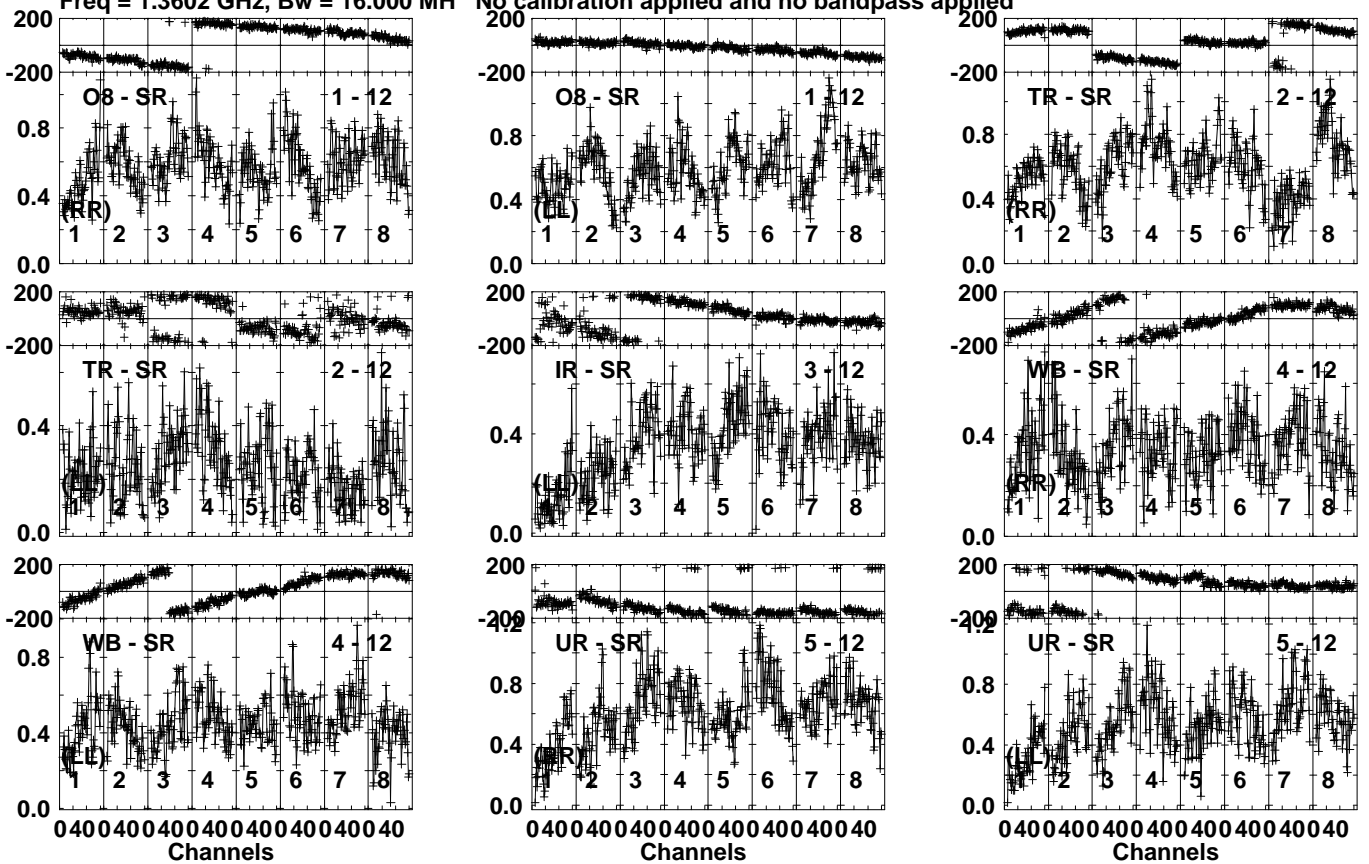 Freq = 1.3602 GHz, Bw = 16.000 MH No calibration applied and no bandpass applied
200 200 200
-200 -200 -200
O8 - SR 1 - 12 O8 - SR 1 - 12 TR - SR 2 - 12
0.8 0.8 0.8
0.4 0.4 0.4
(RR) (LL) (RR)
1 2 3 4 5 6 7 8 1 2 3 4 5 6 7 8 1 2 3 4 5 6 7 8
0.0 0.0 0.0
200 200 200
-200 -200 -200
TR - SR 2 - 12 IR - SR 3 - 12 WB - SR 4 - 12
0.4 0.4 0.4
(LL) (LL) (RR)
1 2 3 4 5 6 7 8 1 2 3 4 5 6 7 8 1 2 3 4 5 6 7 8
0.0 0.0 0.0
200 200 200
-200 -200 -200
1.2 1.2
WB - SR 4 - 12 UR - SR 5 - 12 UR - SR 5 - 12
0.8 0.8 0.8
0.4 0.4 0.4
(LL) (RR) (LL)
1 2 3 4 5 6 7 8 1 2 3 4 5 6 7 8 1 2 3 4 5 6 7 8
0.0 0.0 0.0
0 40 0 40 0 40 0 40 0 40 0 40 0 40 0 40 0 40 0 40 0 40 0 40 0 40 0 40 0 40 0 40 0 40 0 40 0 40 0 40 0 40 0 40 0 40 0 40
Channels Channels Channels